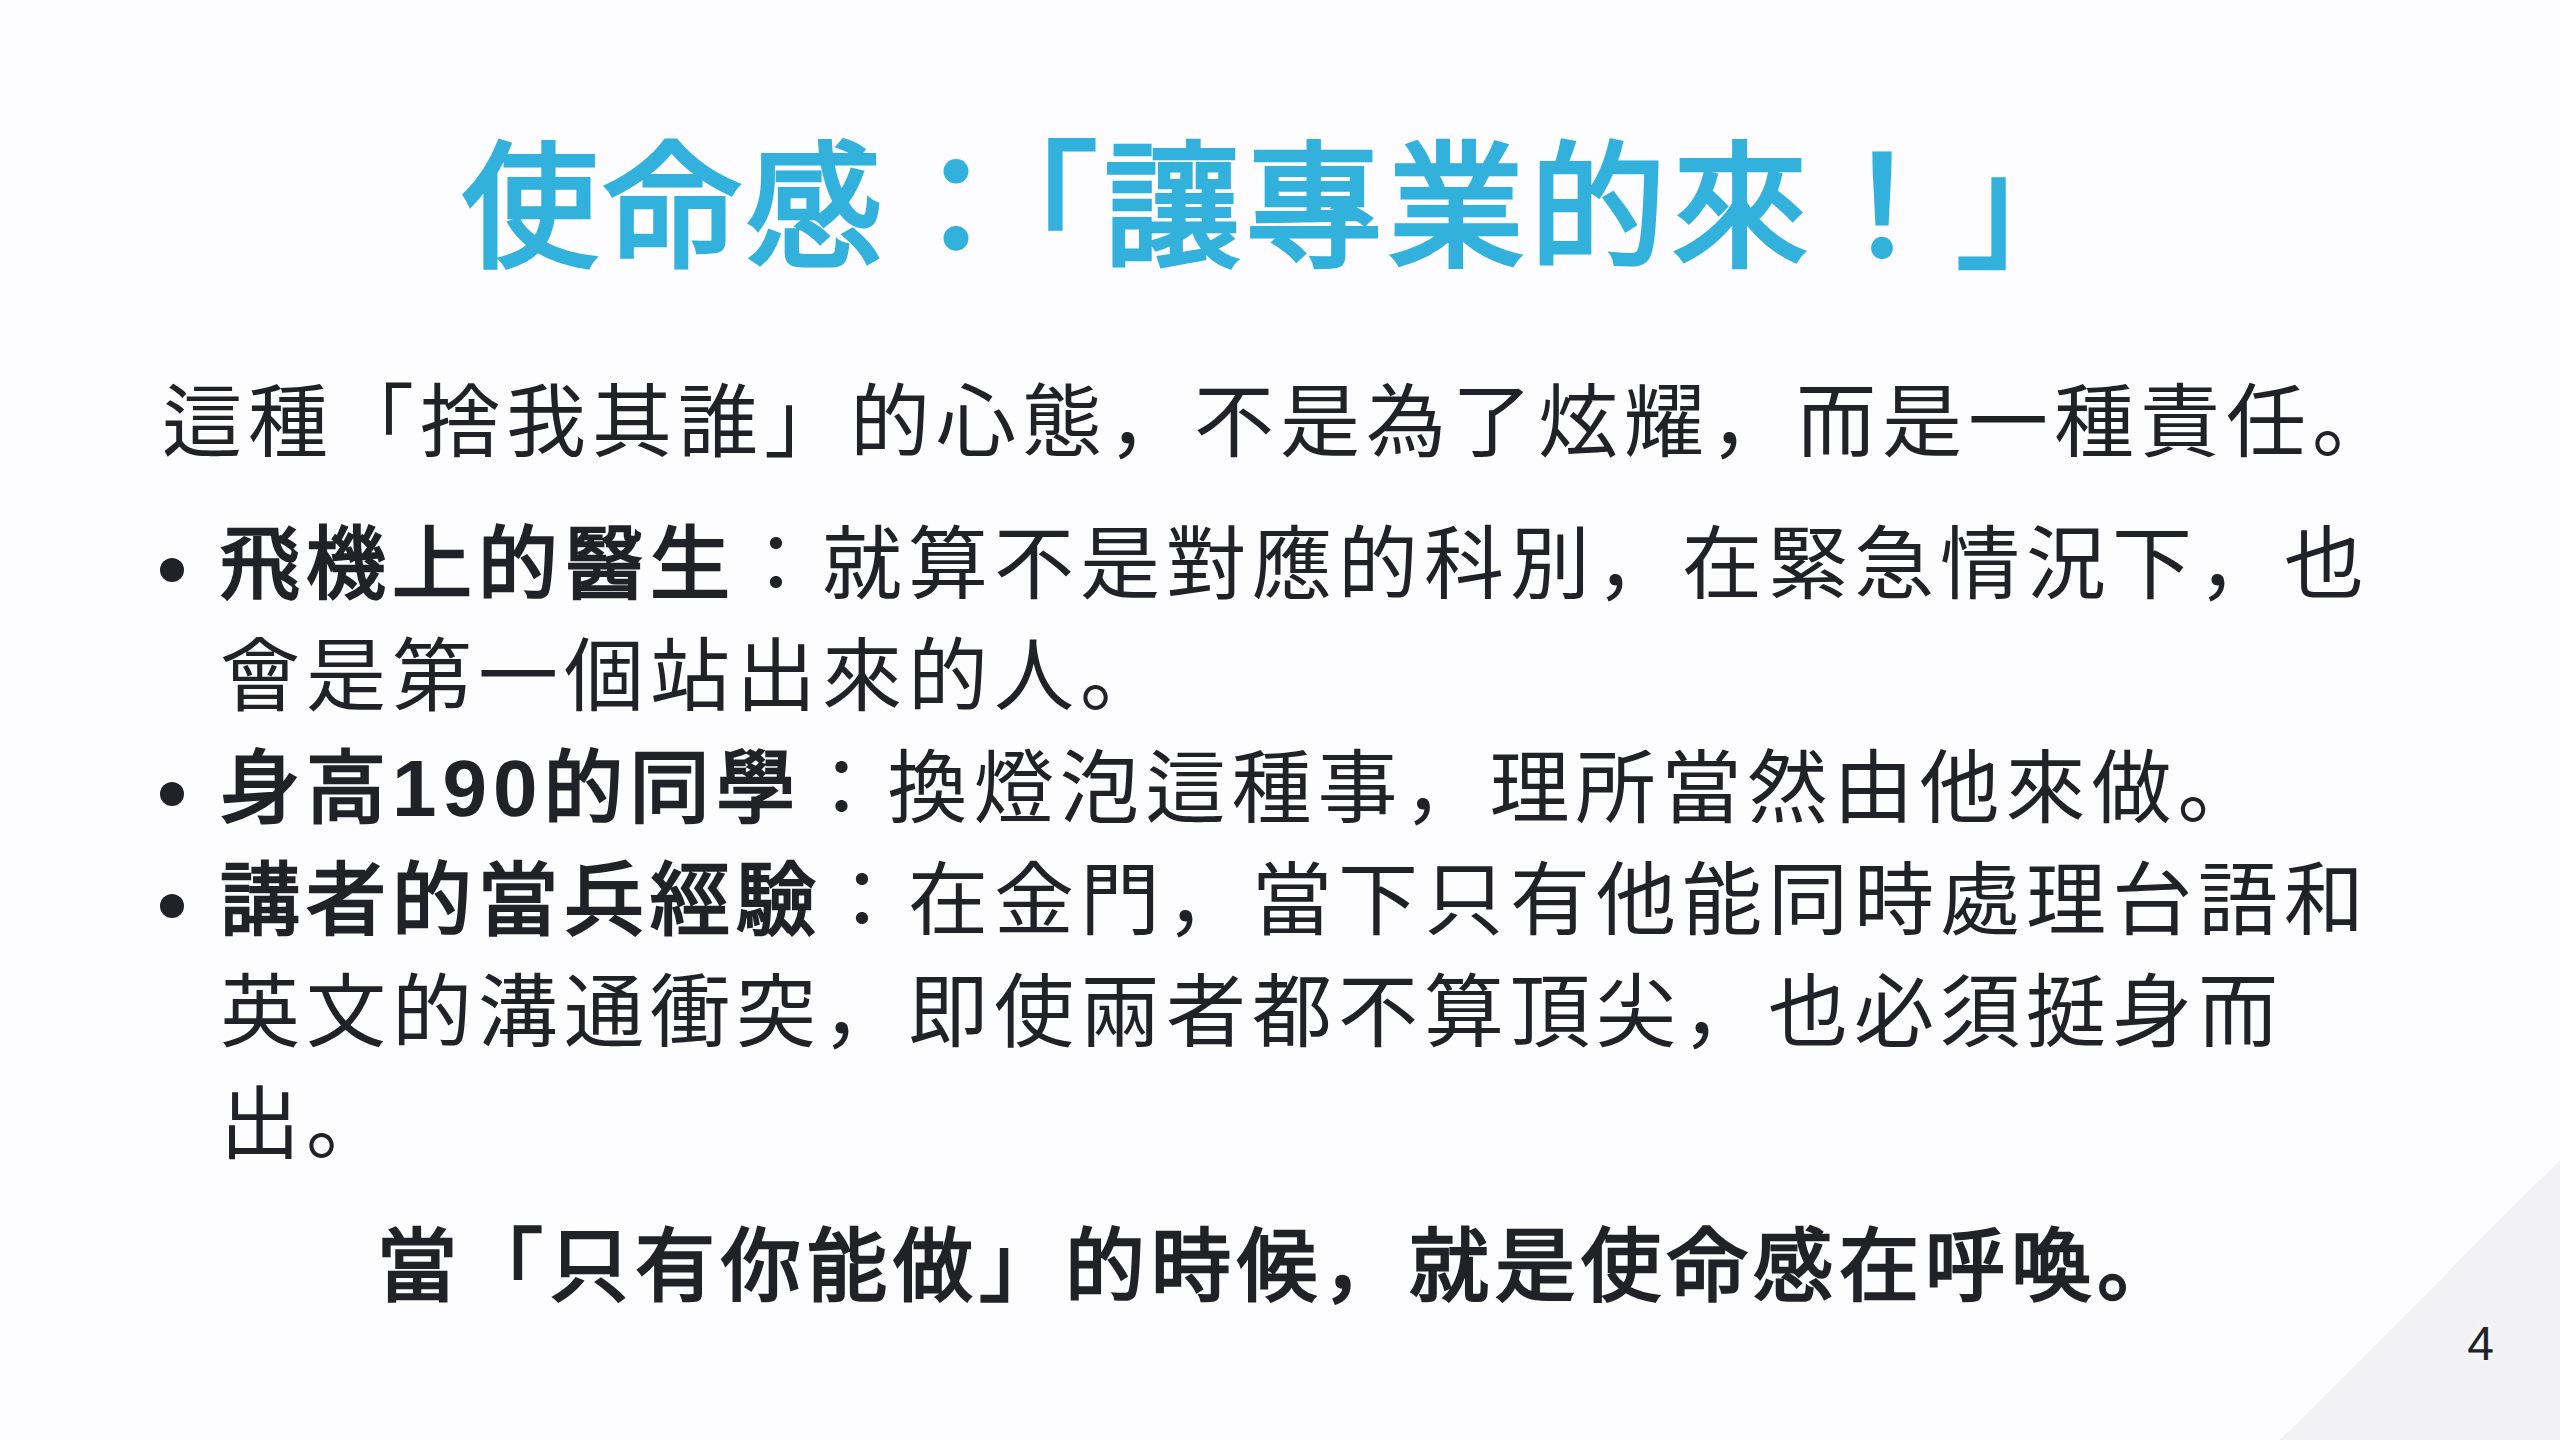 使命感：「讓專業的來！」
這種「捨我其誰」的心態，不是為了炫耀，而是一種責任。
• 飛機上的醫生：就算不是對應的科別，在緊急情況下，也
會是第一個站出來的人。
• 身高190的同學：換燈泡這種事，理所當然由他來做。
• 講者的當兵經驗：在金門，當下只有他能同時處理台語和
英文的溝通衝突，即使兩者都不算頂尖，也必須挺身而
出。
當「只有你能做」的時候，就是使命感在呼喚。
4